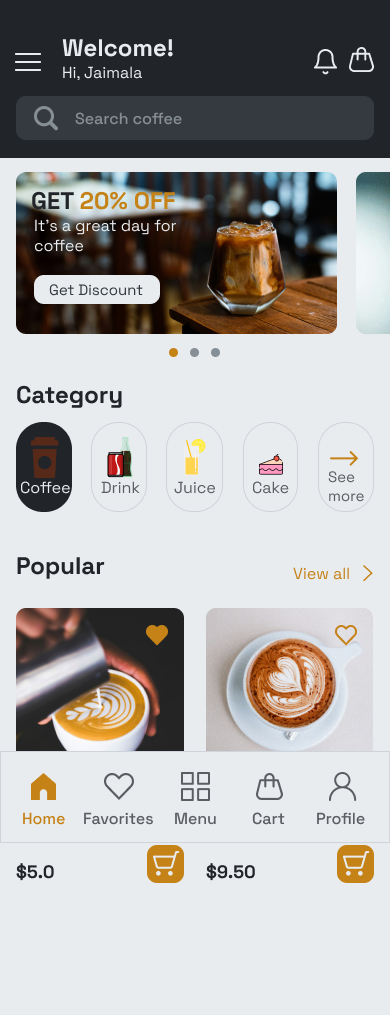 Welcome!
Hi, Jaimala
Search coffee
GET 20% OFF
It's a great day for
coffee
Get Discount
Category
Coffee
Drink
Juice
Cake
See
more
Popular
View all
Home
Favorites
Menu
Cart
Profile
$5.0
$9.50